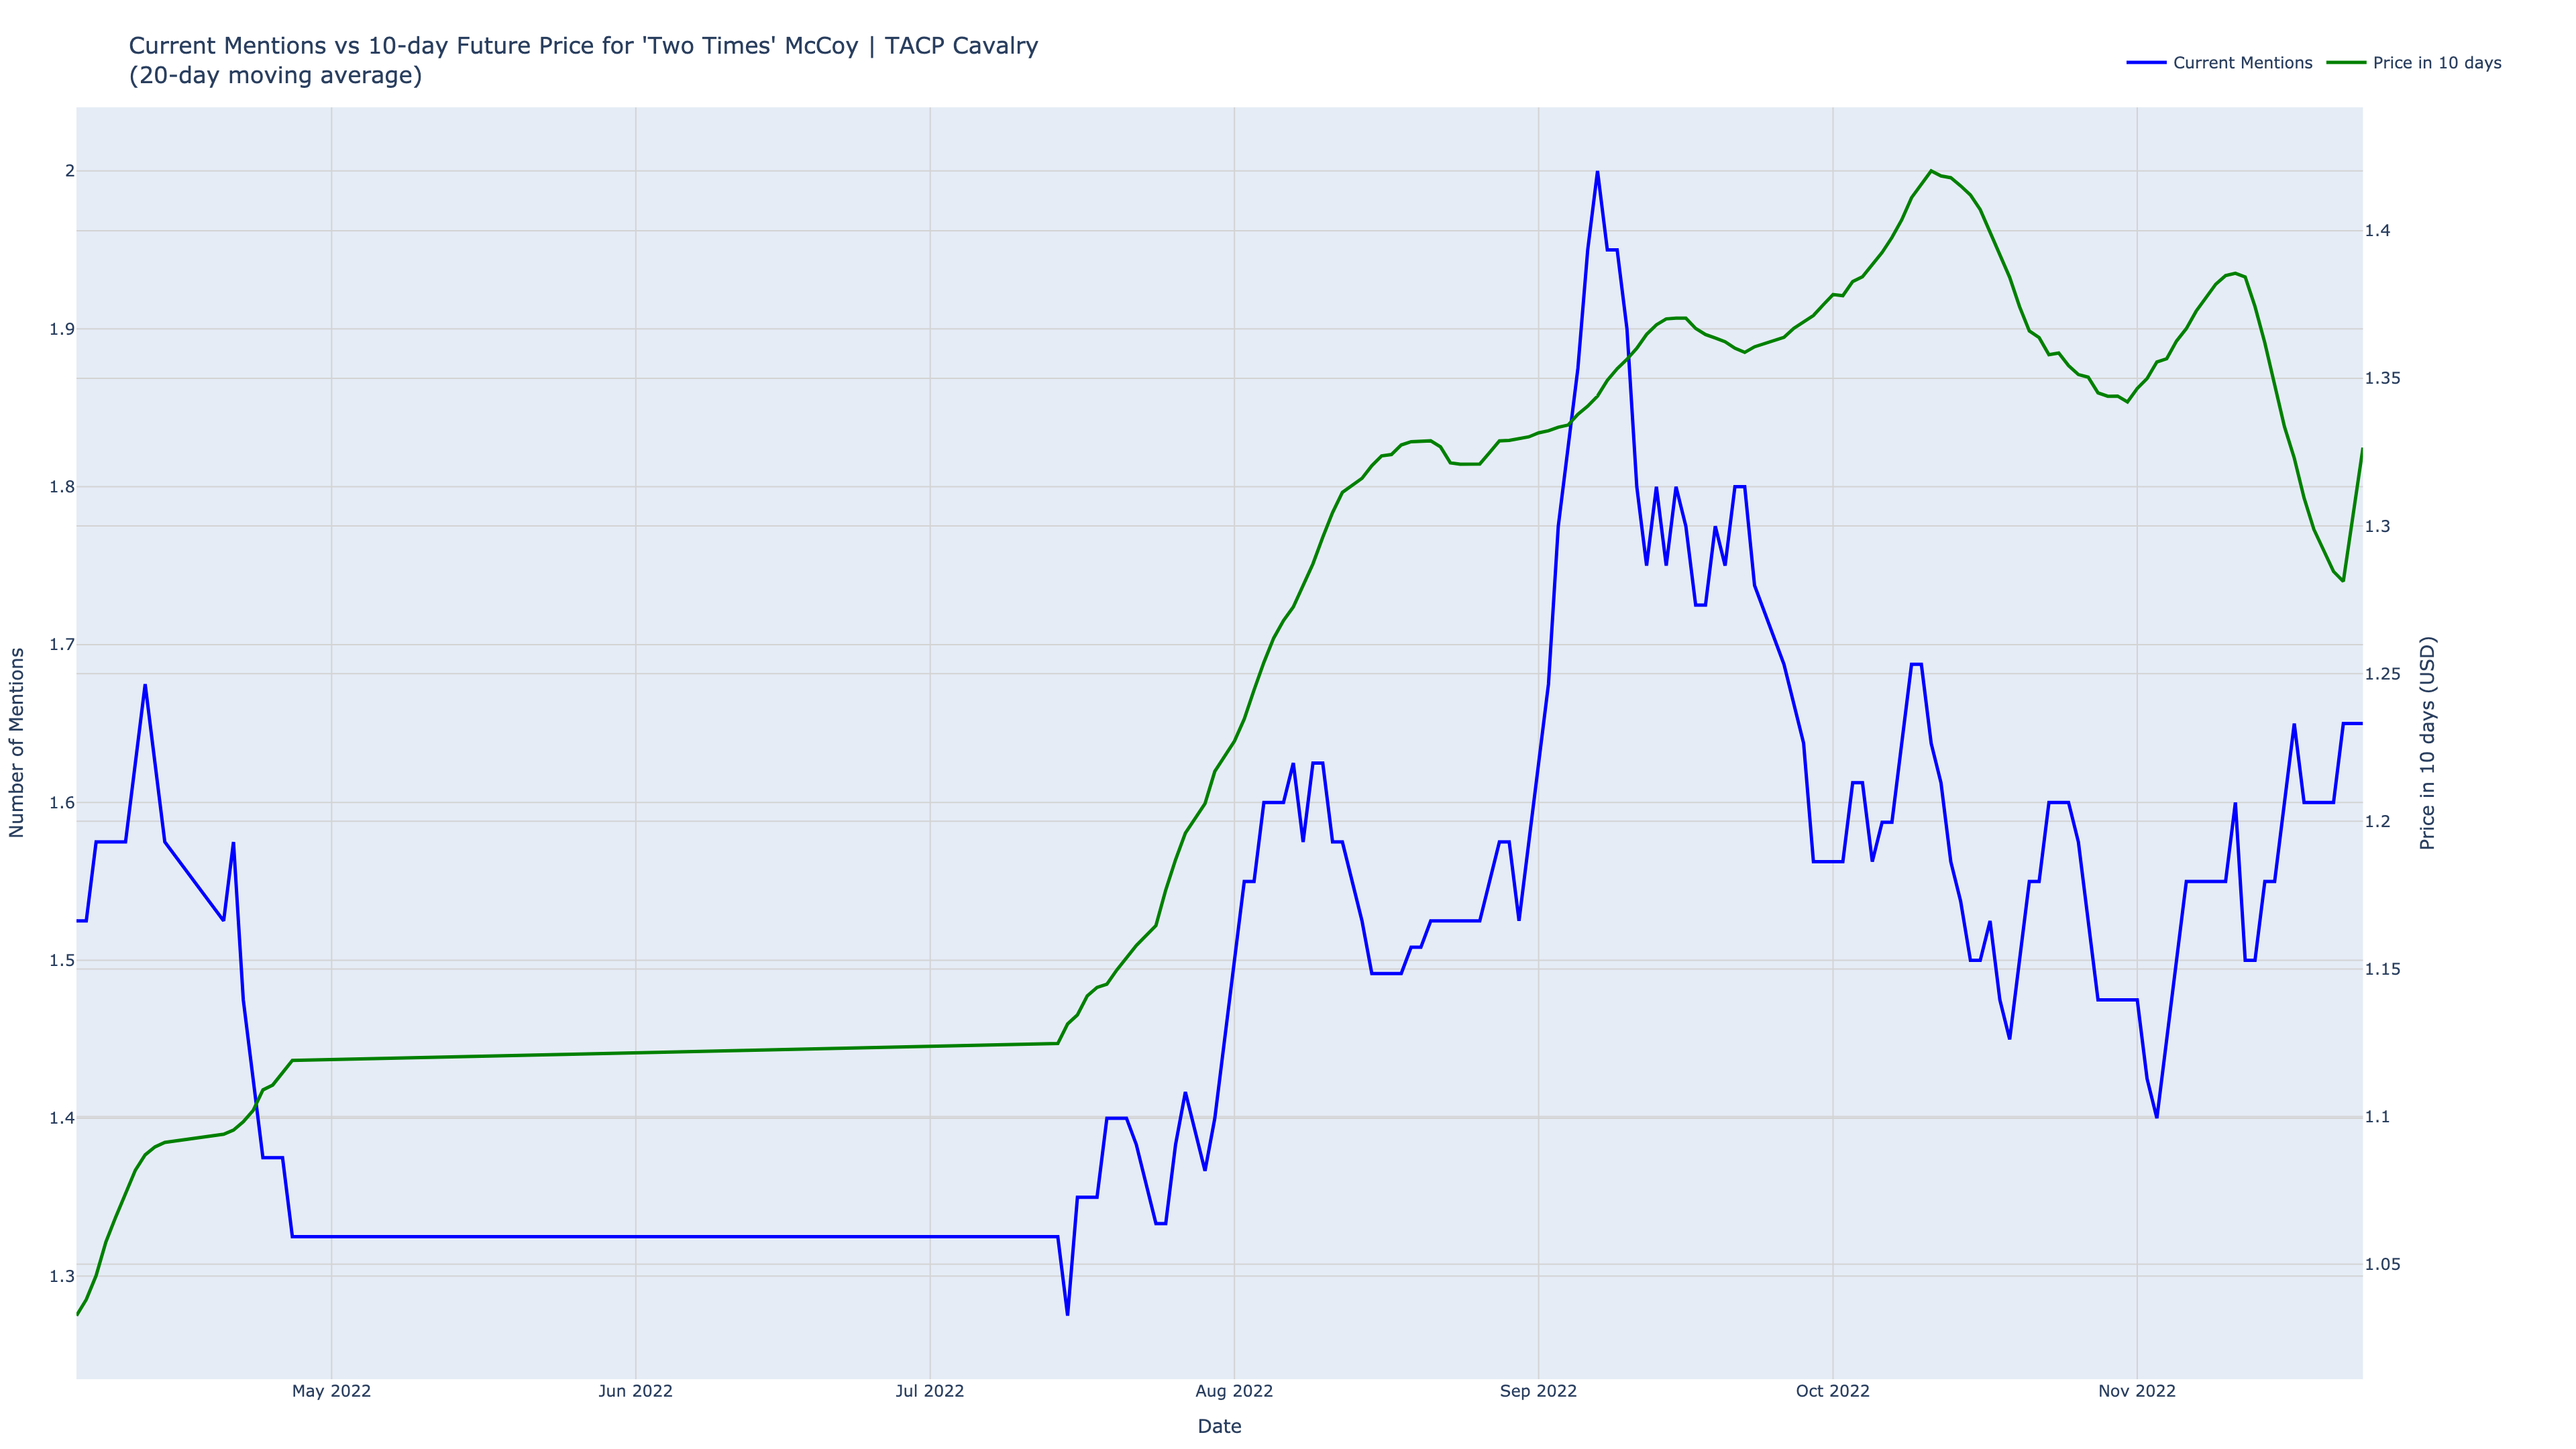 Current Mentions vs 10-day Future Price for 'Two Times' McCoy | TACP Cavalry
(20-day moving average)
Current Mentions
Price in 10 days
2
1.9
1.8
1.7
1.6
1.5
1.4
1.3
Number of Mentions
1.4
1.35
1.3
1.25
1.2
1.15
1.1
1.05
Price in 10 days (USD)
May 2022
Jun 2022
Jul 2022
Aug 2022
Sep 2022
Oct 2022
Nov 2022
Date